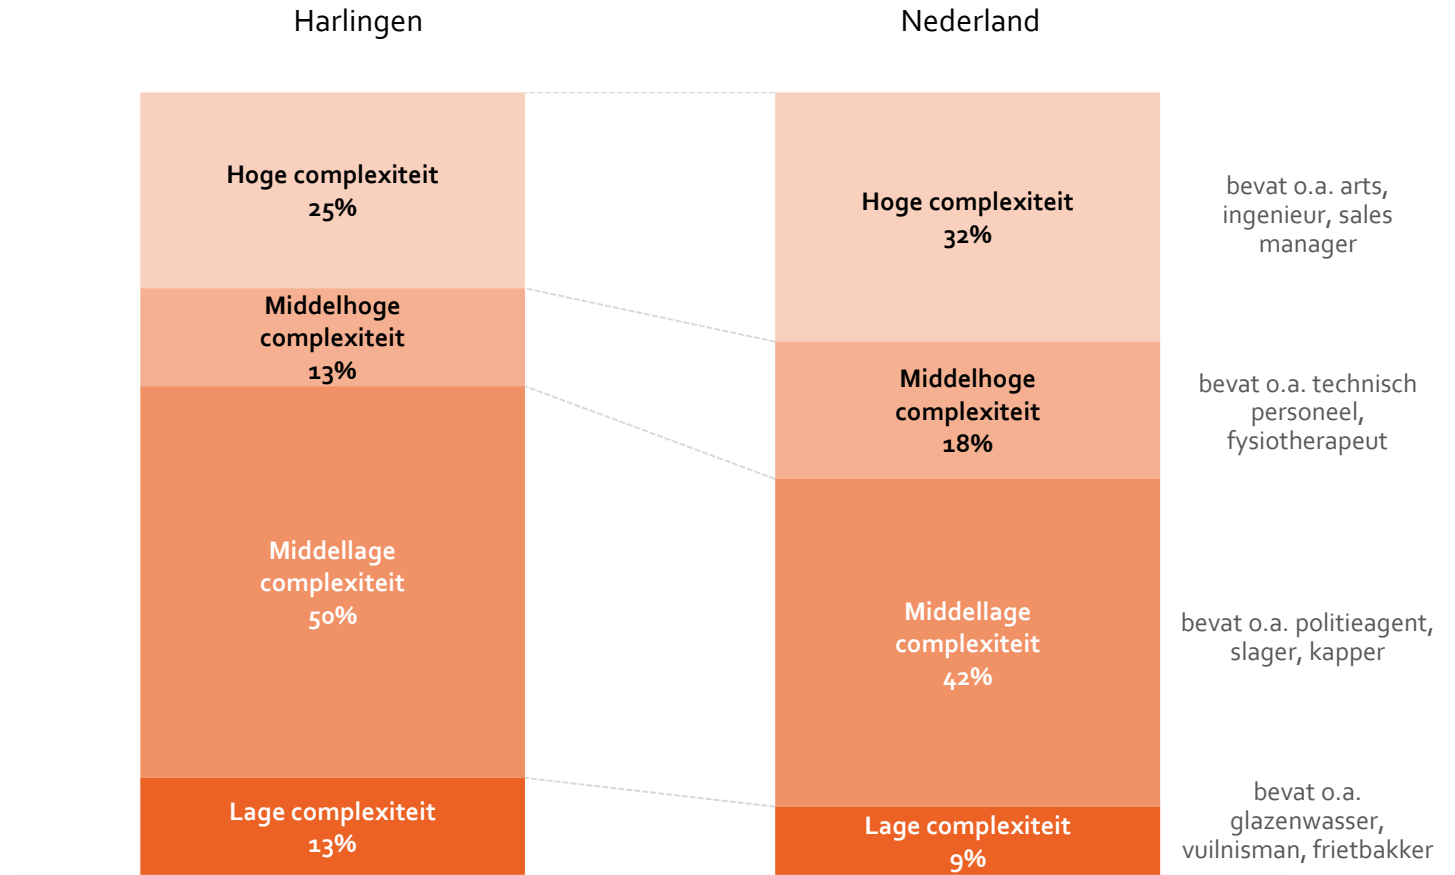 Harlingen
Nederland
Hoge complexiteit
25%
Middelhoge
complexiteit
13%
Middellage
complexiteit
50%
Lage complexiteit
13%
Hoge complexiteit
32%
Middelhoge
complexiteit
18%
Middellage
complexiteit
42%
Lage complexiteit
9%
bevat o.a. arts,
ingenieur, sales
manager
bevat o.a. technisch
personeel,
fysiotherapeut
bevat o.a. politieagent,
slager, kapper
bevat o.a.
glazenwasser,
vuilnisman, frietbakker